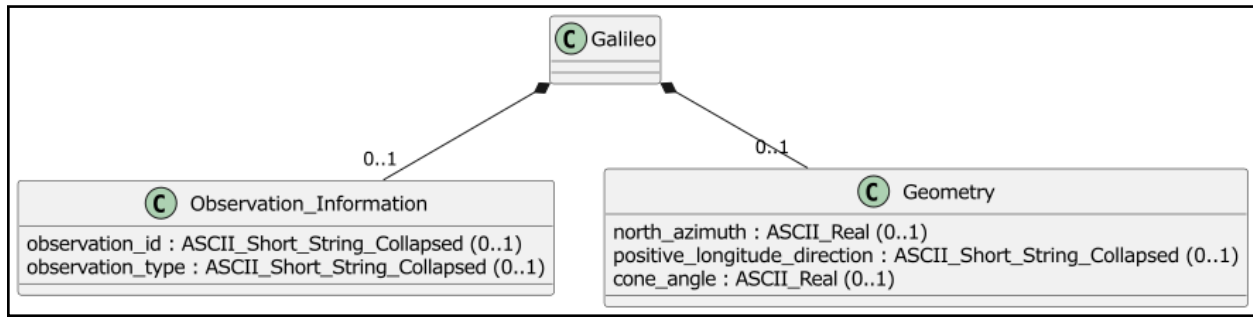 C Galileo
0..1
0..1
C Observation_Information
observation_id : ASCII_Short_String_Collapsed (0..1)
observation_type : ASCII_Short_String_Collapsed (0..1)
C Geometry
north_azimuth : ASCII_Real (0..1)
positive_longitude_direction : ASCII_Short_String_Collapsed (0..1)
cone_angle : ASCII_Real (0..1)